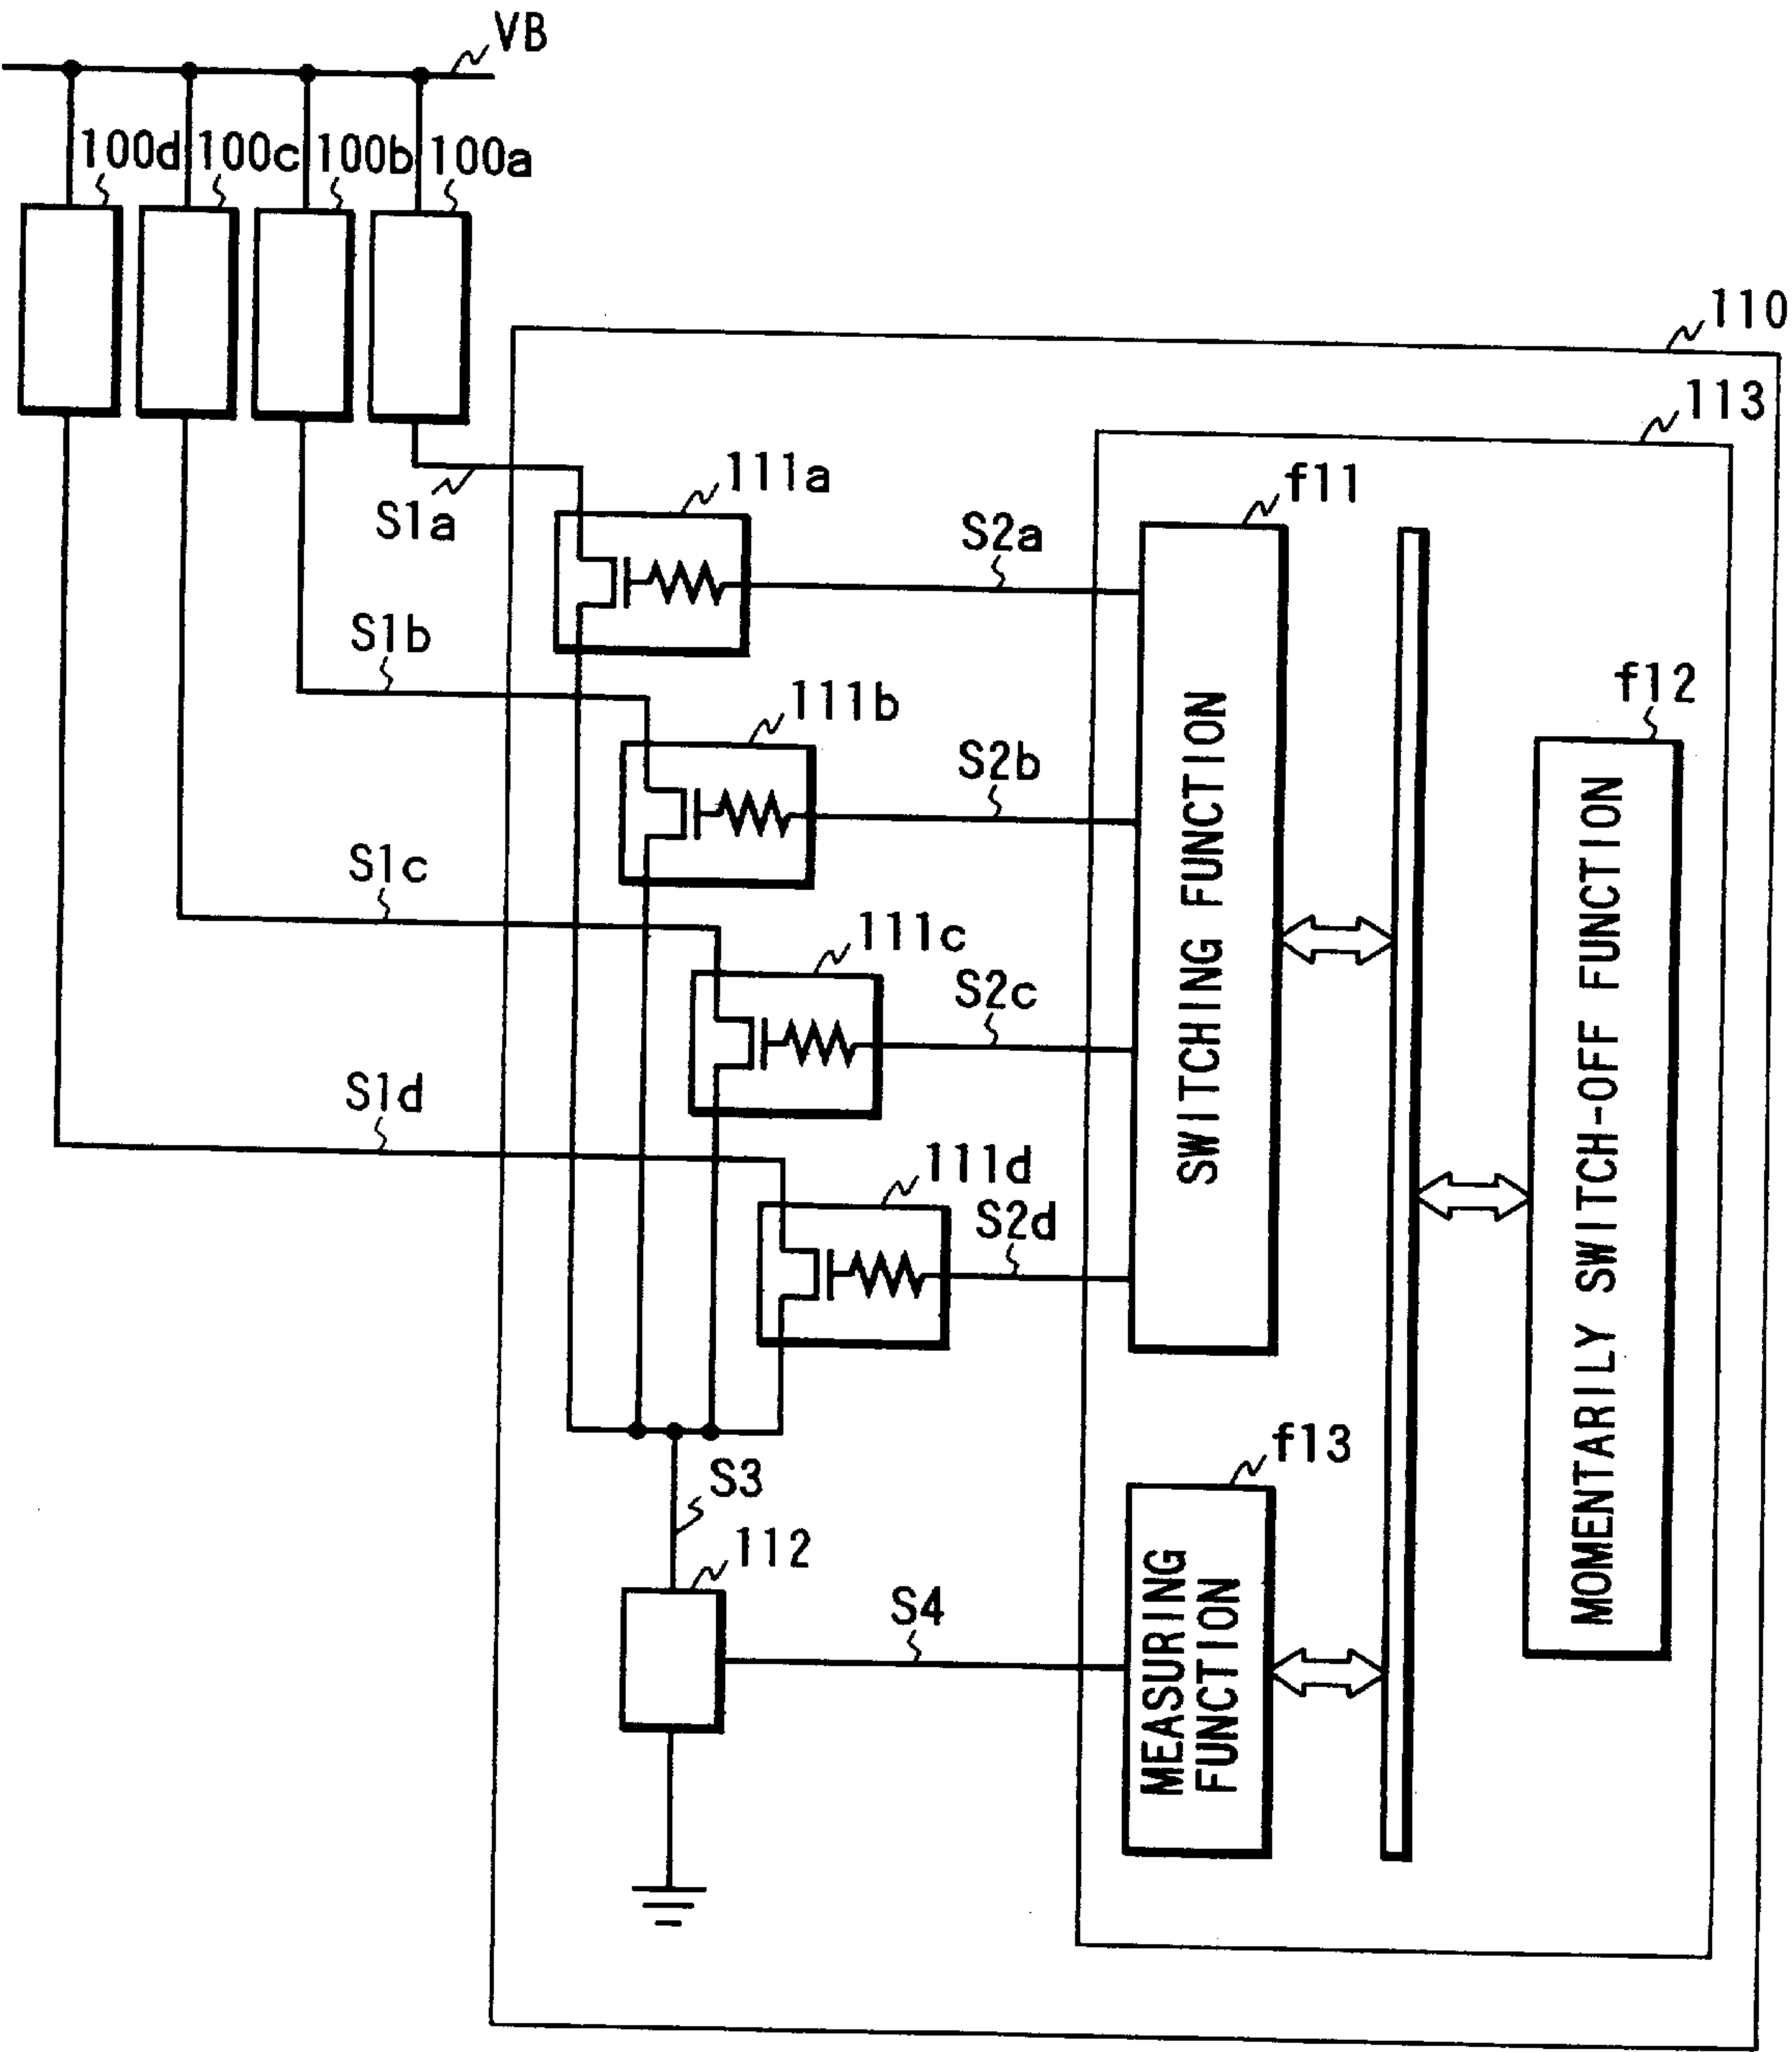 VB
100d
100c
100b
100a
110
113
111a
f11
S1a
S2a
S1b
f12
111b
S2b
S1c
111c
S2c
S1d
111d
S2d
SWITCHING FUNCTION
MOMENTARILY SWITCH-OFF FUNCTION
f13
S3
112
S4
MEASURING
FUNCTION